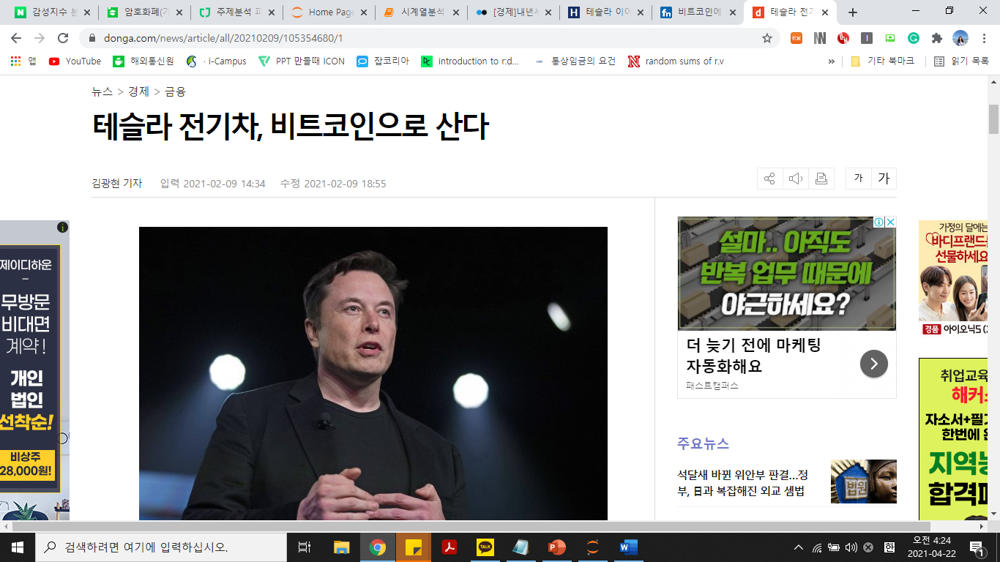 감성지수 분
암호화폐(가
주제분석 프
Home Page
시계열분석
[경제]내년부
테슬라 이어
비트코인에
테슬라 전기
donga.com/news/article/all/20210209/105354680/1
앱
YouTube
해외통신원
· i-Campus
PPT 만들때 ICON
잡코리아
introduction to r:d...
통상임금의 요건
random sums of r.v
»
기타 북마크
읽기 목록
뉴스 > 경제 > 금융
테슬라 전기차, 비트코인으로 산다
김광현 기자 입력 2021-02-09 14:34 수정 2021-02-09 18:55
가 가
제이디하운
무방문
비대면
계약!
개인
법인
선착순!
비상주
28,000원!
설마.. 아직도
반복 업무 때문에
야근하세요?
더 늦기 전에 마케팅
자동화해요
패스트캠퍼스
주요뉴스
석달새 바뀐 위안부 판결…정
부, 日과 복잡해진 외교 셈법
법원
가정의 달에는
바디프랜드를
선물하세요
경품 아이오닉5
취업교육
해커스
자소서+필기
한번에 완
지역농
합격패
검색하려면 여기에 입력하십시오.
TALK
한
오전 4:24
2021-04-22
1